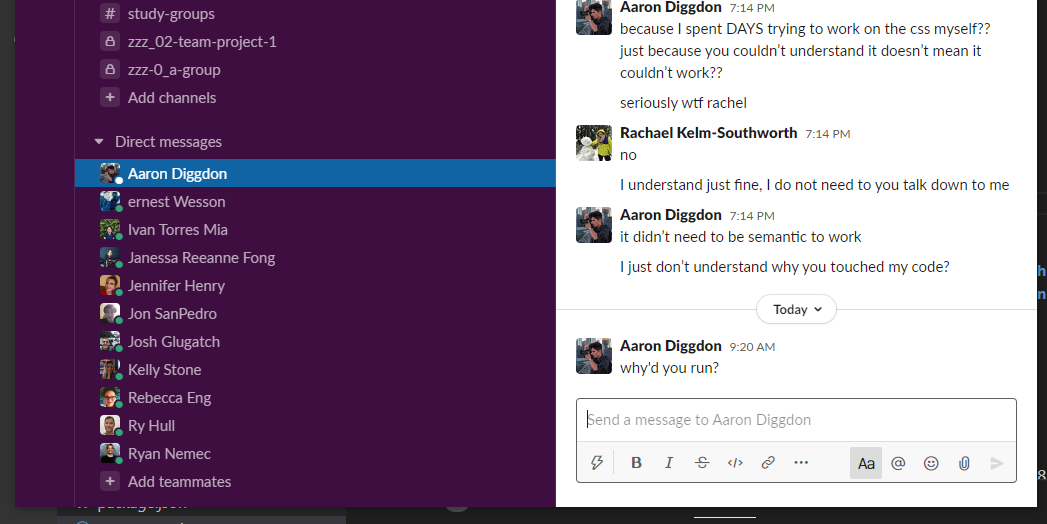 # study-groups
zzz_02-team-project-1
zzz-0_a-group
+ Add channels
Direct messages
Aaron Diggdon
ernest Wesson
Ivan Torres Mia
Janessa Reeanne Fong
Jennifer Henry
Jon SanPedro
Josh Glugatch
Kelly Stone
Rebecca Eng
Ry Hull
Ryan Nemec
+ Add teammates
Aaron Diggdon 7:14 PM
because I spent DAYS trying to work on the css myself??
just because you couldn’t understand it doesn’t mean it
couldn’t work??
seriously wtf rachel
Rachael Kelm-Southworth 7:14 PM
no
I understand just fine, I do not need to you talk down to me
Aaron Diggdon 7:14 PM
it didn’t need to be semantic to work
I just don’t understand why you touched my code?
Today
Aaron Diggdon 9:20 AM
why'd you run?
Send a message to Aaron Diggdon
B I S </> Aa @